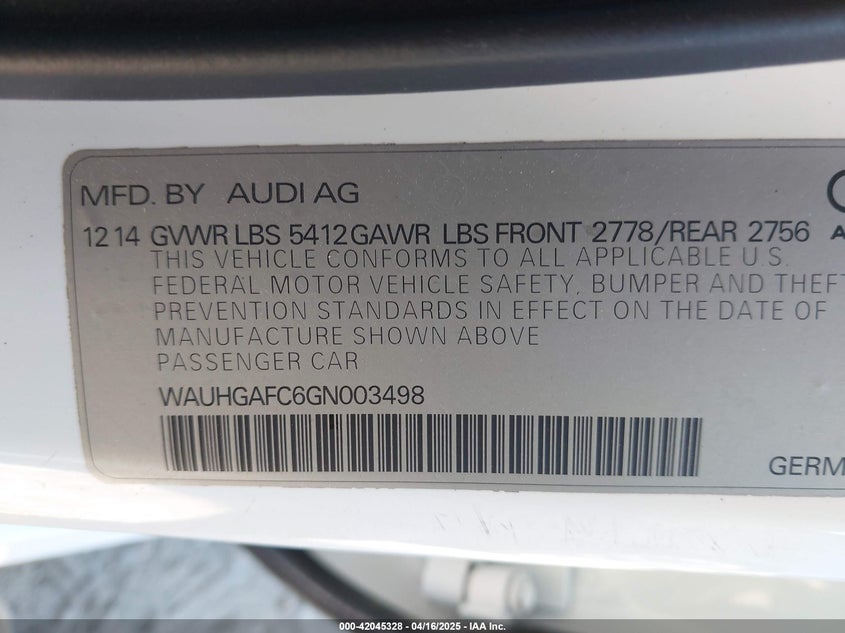 MFD. BY AUDI AG
12 14 GVWR LBS 5412 GAWR LBS FRONT 2778/REAR 2756
THIS VEHICLE CONFORMS TO ALL APPLICABLE U.S.
FEDERAL MOTOR VEHICLE SAFETY, BUMPER AND THEFT
PREVENTION STANDARDS IN EFFECT ON THE DATE OF
MANUFACTURE SHOWN ABOVE
PASSENGER CAR
WAUHGAFC6GN003498
000-42045328 - 04/16/2025 - IAA Inc.